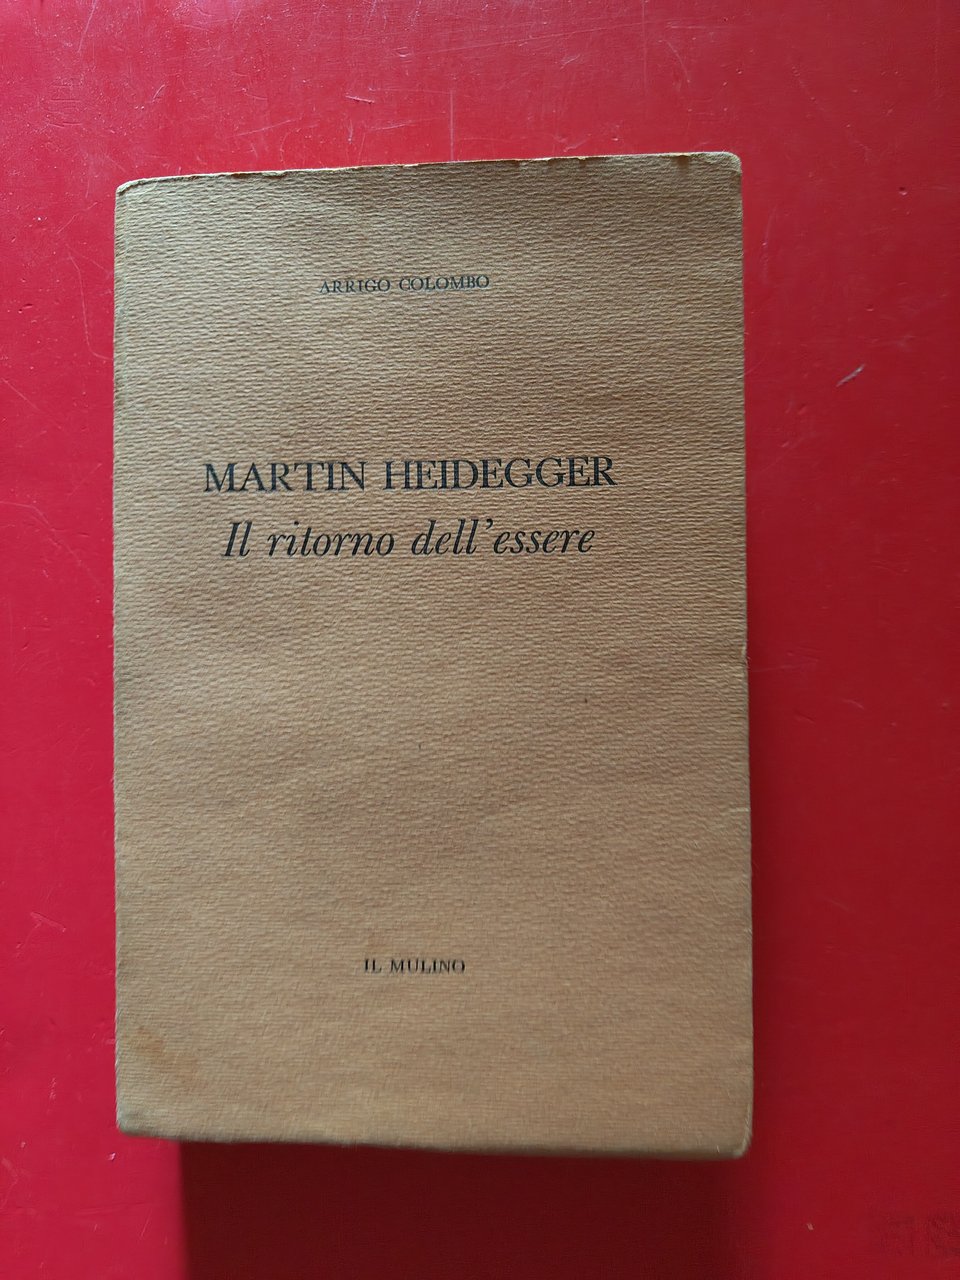 ARRIGO COLOMBO
MARTIN HEIDEGGER
Il ritorno dell'essere
IL MULINO